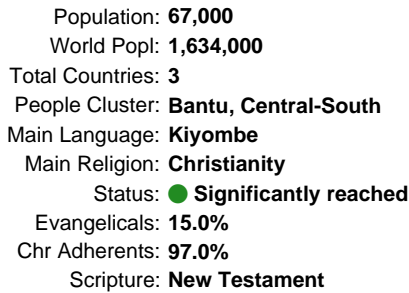 Population: 67,000
World Popl: 1,634,000
Total Countries: 3
People Cluster: Bantu, Central-South
Main Language: Kiyombe
Main Religion: Christianity
Status: Significantly reached
Evangelicals: 15.0%
Chr Adherents: 97.0%
Scripture: New Testament